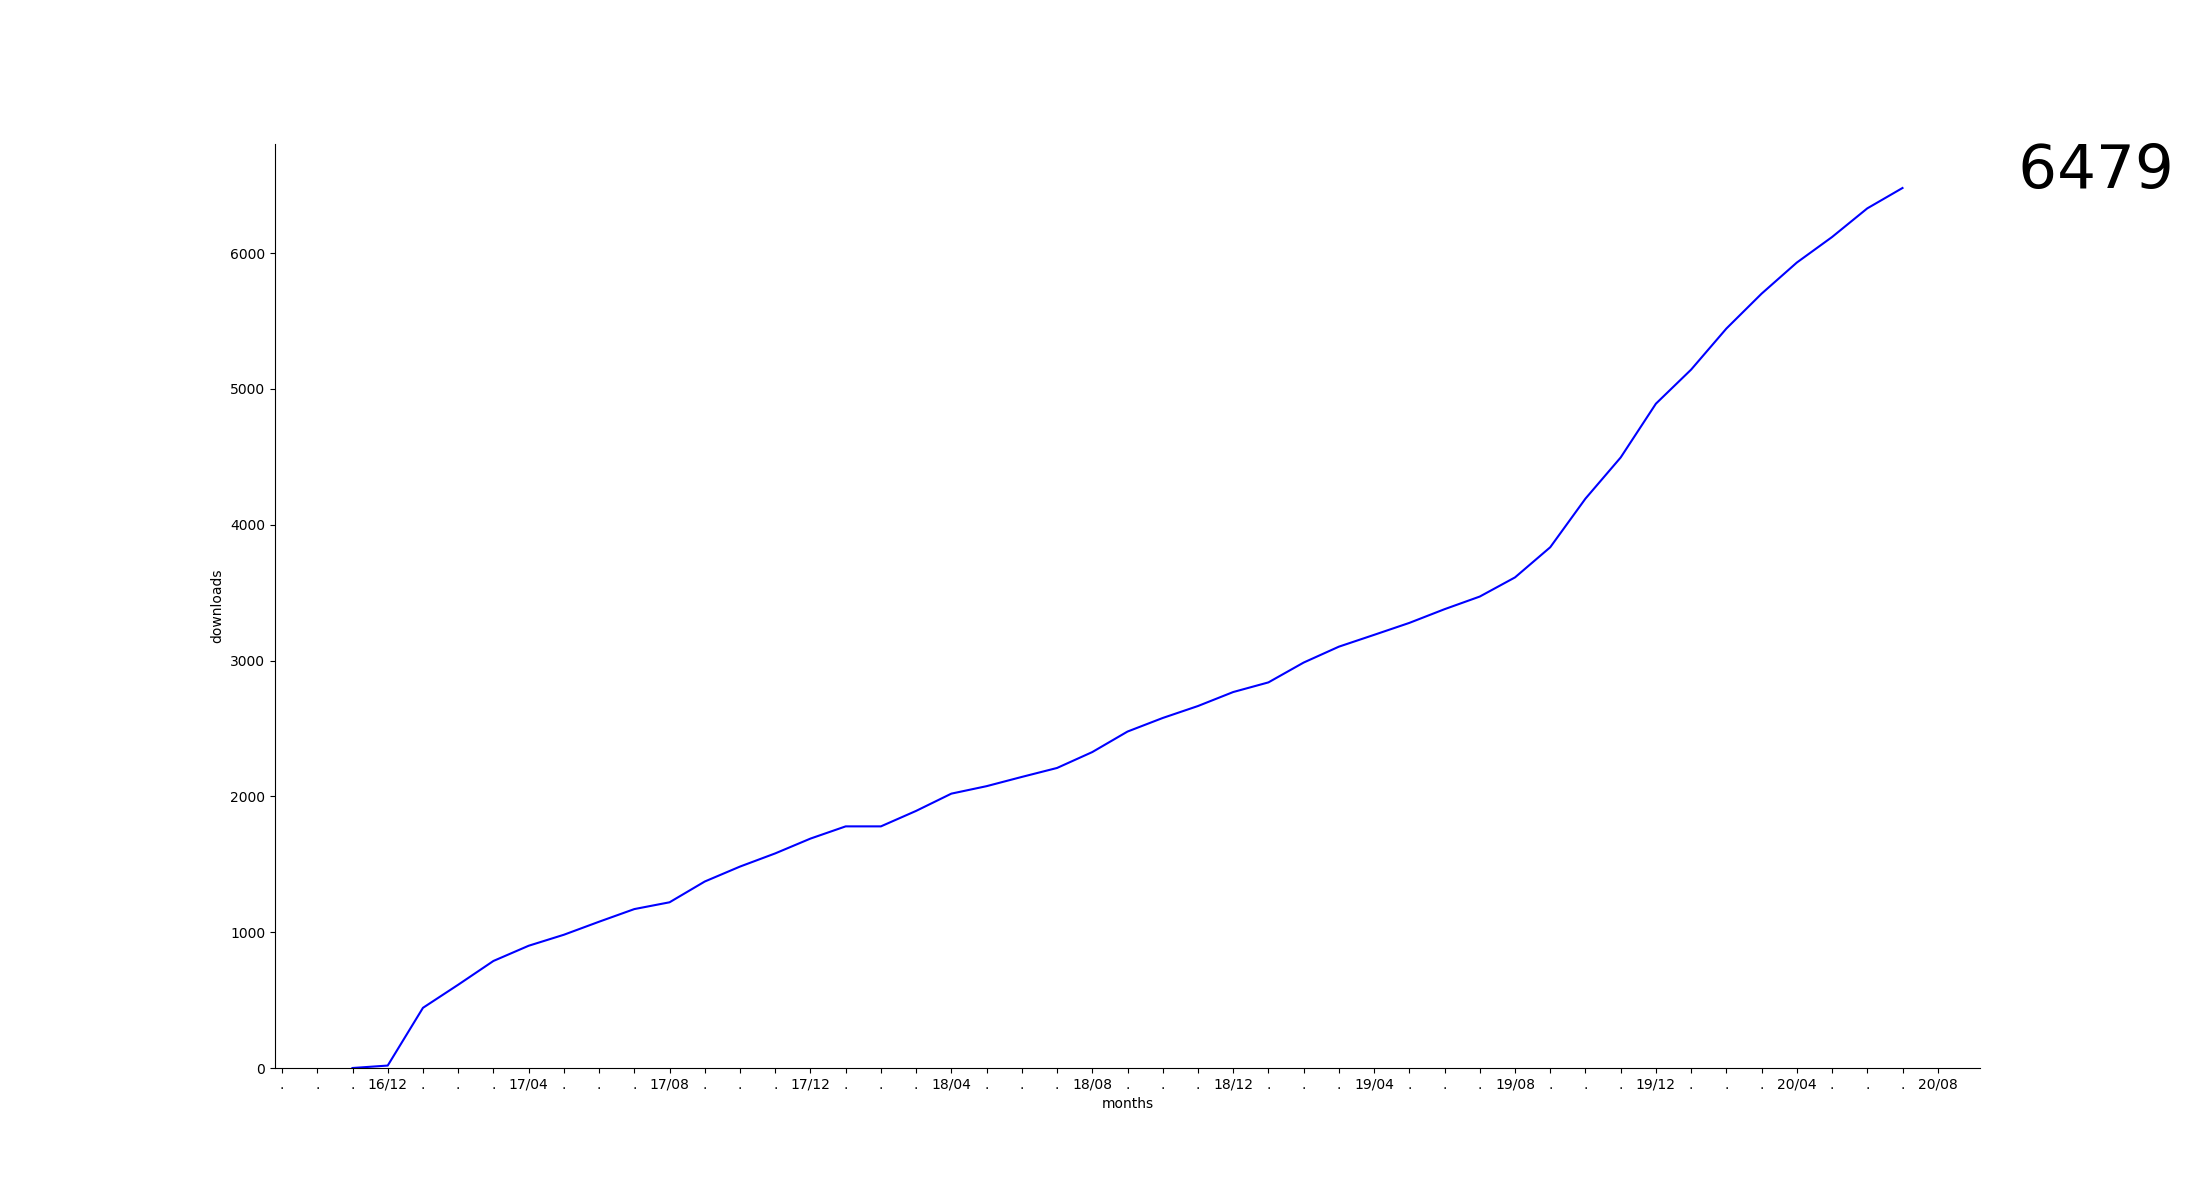 6479
6000
5000
4000
3000
2000
1000
0
downloads
. . . 16/12 . . . 17/04 . . . 17/08 . . . 17/12 . . . 18/04 . . . 18/08 . . . 18/12 . . . 19/04 . . . 19/08 . . . 19/12 . . . 20/04 . . . 20/08
months